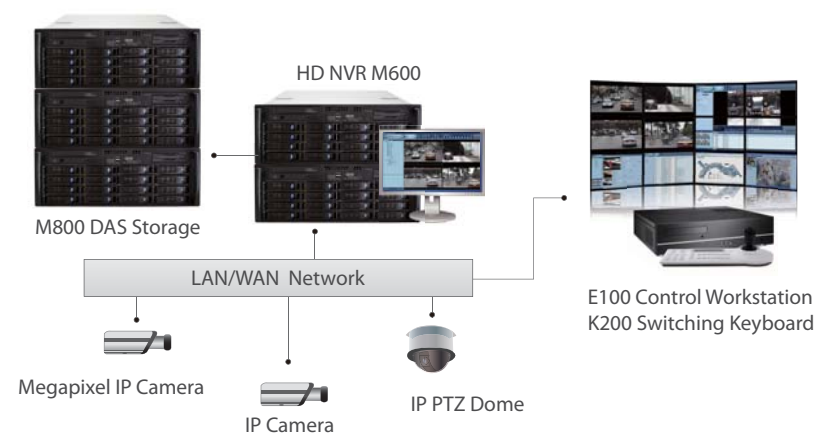 HD NVR M600
M800 DAS Storage
LAN/WAN Network
E100 Control Workstation
K200 Switching Keyboard
Megapixel IP Camera
IP PTZ Dome
IP Camera